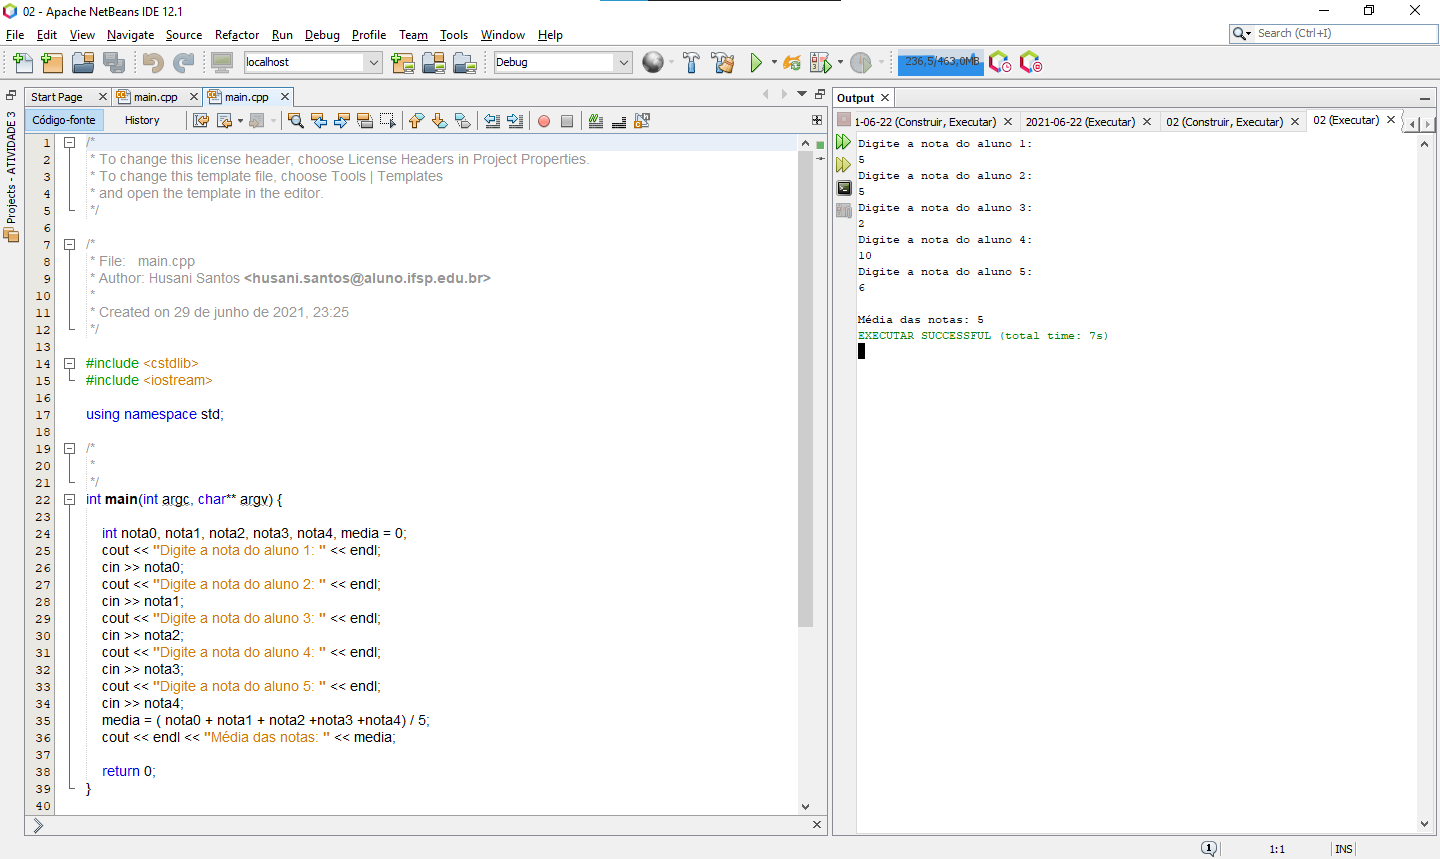 02 - Apache NetBeans IDE 12.1
File Edit View Navigate Source Refactor Run Debug Profile Team Tools Window Help
Search (Ctrl+I)
localhost
Debug
236,5/463,0MB
Start Page
main.cpp
main.cpp
Código-fonte
History
Projects - ATIVIDADE 3
1 /*
2 * To change this license header, choose License Headers in Project Properties.
3 * To change this template file, choose Tools | Templates
4 * and open the template in the editor.
5 */
6
7 /*
8 * File:   main.cpp
9 * Author: Husani Santos <husani.santos@aluno.ifsp.edu.br>
10 *
11 * Created on 29 de junho de 2021, 23:25
12 */
13
14 #include <cstdlib>
15 #include <iostream>
16
17 using namespace std;
18
19 /*
20 *
21 */
22 int main(int argc, char** argv) {
23
24 int nota0, nota1, nota2, nota3, nota4, media = 0;
25 cout << "Digite a nota do aluno 1: " << endl;
26 cin >> nota0;
27 cout << "Digite a nota do aluno 2: " << endl;
28 cin >> nota1;
29 cout << "Digite a nota do aluno 3: " << endl;
30 cin >> nota2;
31 cout << "Digite a nota do aluno 4: " << endl;
32 cin >> nota3;
33 cout << "Digite a nota do aluno 5: " << endl;
34 cin >> nota4;
35 media = ( nota0 + nota1 + nota2 +nota3 +nota4) / 5;
36 cout << endl << "Média das notas: " << media;
37
38 return 0;
39 }
40
Output
1-06-22 (Construir, Executar)
2021-06-22 (Executar)
02 (Construir, Executar)
02 (Executar)
Digite a nota do aluno 1:
5
Digite a nota do aluno 2:
5
Digite a nota do aluno 3:
2
Digite a nota do aluno 4:
10
Digite a nota do aluno 5:
6
Média das notas: 5
EXECUTAR SUCCESSFUL (total time: 7s)
1
1:1
INS